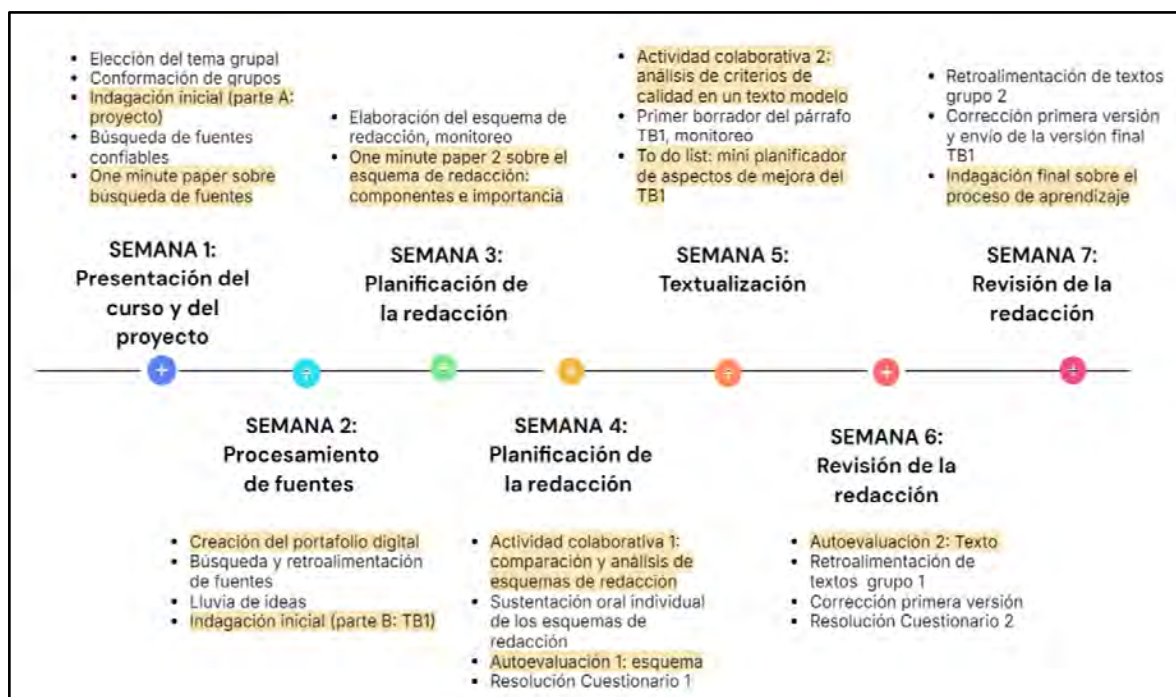 • Elección del tema grupal
• Conformación de grupos
• Indagación inicial (parte A:
proyecto)
• Búsqueda de fuentes
confiables
• One minute paper sobre
búsqueda de fuentes
SEMANA 1:
Presentación del
curso y del
proyecto
• Elaboración del esquema de
redacción, monitoreo
• One minute paper 2 sobre el
esquema de redacción:
componentes e importancia
SEMANA 3:
Planificación de
la redacción
• Actividad colaborativa 2:
análisis de criterios de
calidad en un texto modelo
• Primer borrador del párrafo
TB1, monitoreo
• To do list: mini planificador
de aspectos de mejora del
TB1
SEMANA 5:
Textualización
• Retroalimentación de textos
grupo 2
• Corrección primera versión
y envío de la versión final
TB1
• Indagación final sobre el
proceso de aprendizaje
SEMANA 7:
Revisión de la
redacción
SEMANA 2:
Procesamiento
de fuentes
• Creación del portafolio digital
• Búsqueda y retroalimentación
de fuentes
• Lluvia de ideas
• Indagación inicial (parte B: TB1)
SEMANA 4:
Planificación de
la redacción
• Actividad colaborativa 1:
comparación y análisis de
esquemas de redacción
• Sustentación oral individual
de los esquemas de
redacción
• Autoevaluación 1: esquema
• Resolución Cuestionario 1
SEMANA 6:
Revisión de la
redacción
• Autoevaluación 2: Texto
• Retroalimentación de
textos grupo 1
• Corrección primera versión
• Resolución Cuestionario 2